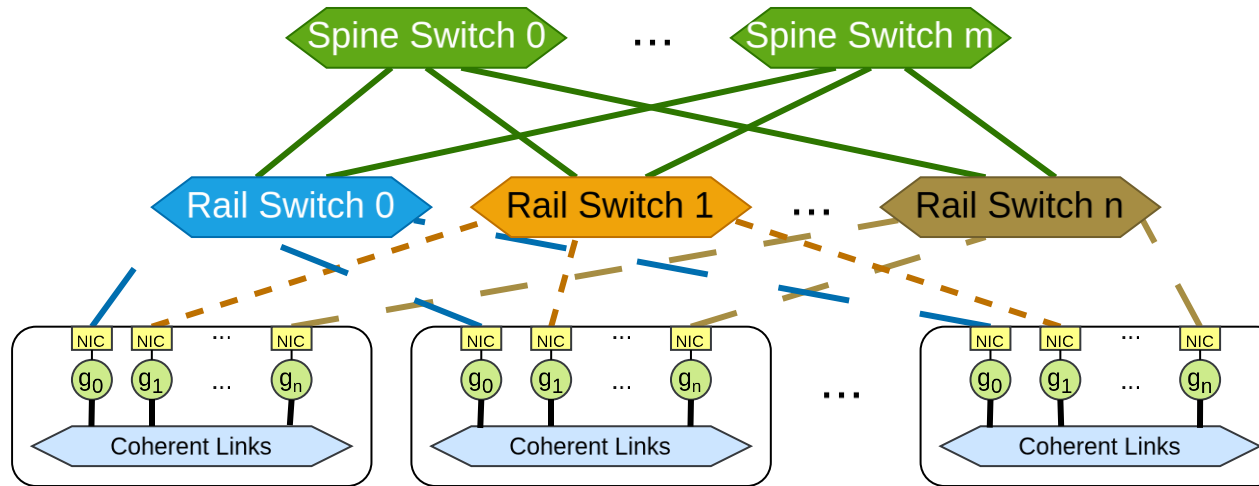 Spine Switch 0 ... Spine Switch m
Rail Switch 0 Rail Switch 1 ... Rail Switch n
NIC NIC ... NIC NIC NIC ... NIC NIC NIC ... NIC
g0 g1 ... gn g0 g1 ... gn ... g0 g1 ... gn
Coherent Links Coherent Links Coherent Links